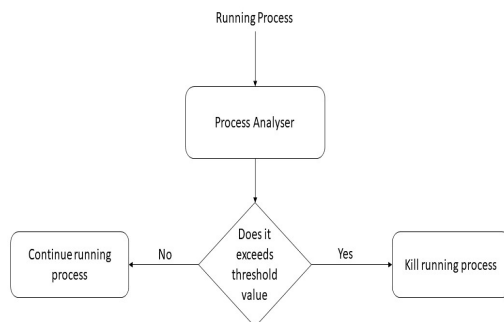 Running Process
Process Analyser
Does it
exceeds
threshold
value
No
Yes
Continue running
process
Kill running process